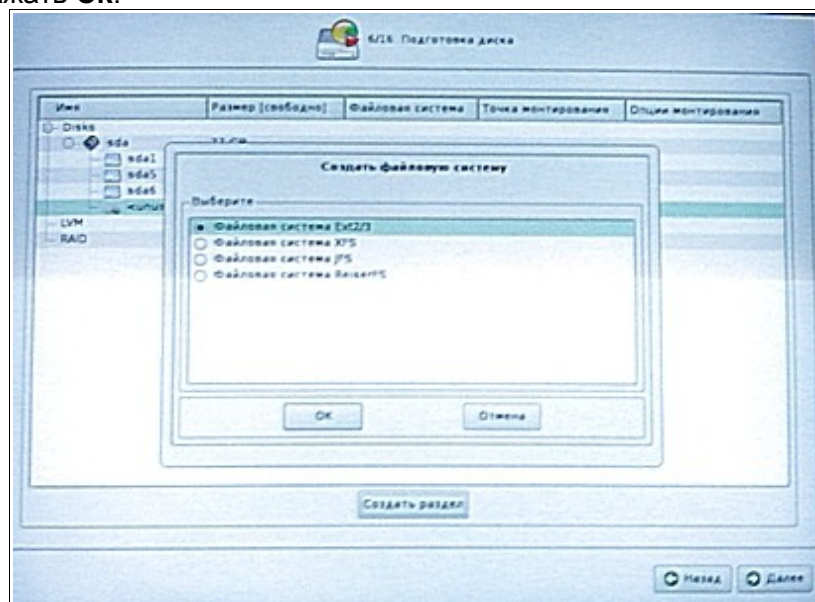 ОК.
6/16: Подготовка диска
Имя Размер [свободно] Файловая система Точка монтирования Опции монтирования
Disks
sda
sda1
sda5
sda6
LVM
RAID
Создать файловую систему
Выберите
Файловая система Ext2/3
Файловая система XFS
Файловая система JFS
Файловая система ReiserFS
ОК Отмена
Создать раздел
Назад Далее